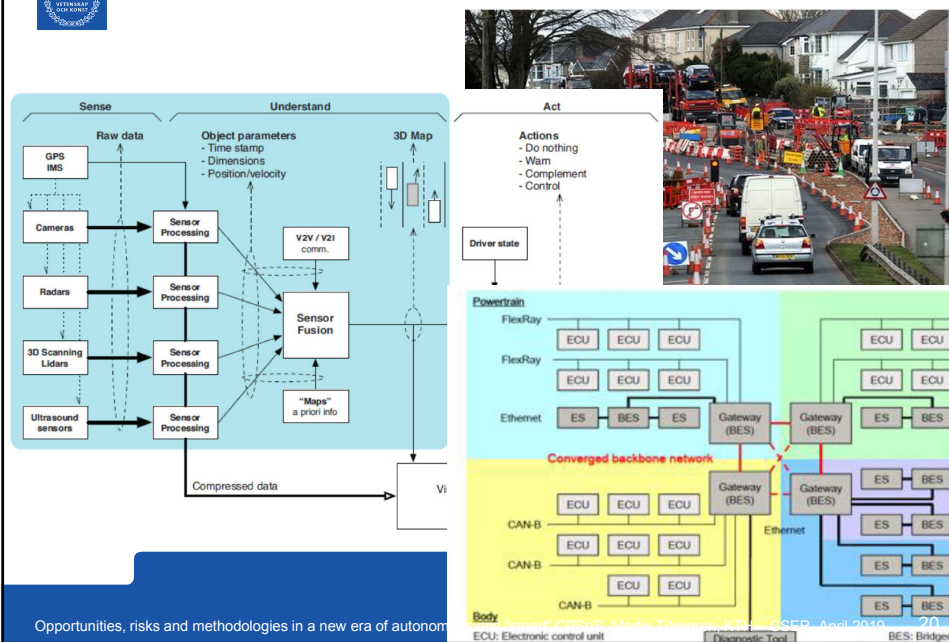 VETENSKAP
OCH KONST
Sense
Understand
Act
Raw data
Object parameters
- Time stamp
- Dimensions
- Position/velocity
3D Map
Actions
- Do nothing
- Warn
- Complement
- Control
GPS
IMS
Cameras
Radars
3D Scanning
Lidars
Ultrasound
sensors
Sensor
Processing
Sensor
Processing
Sensor
Processing
Sensor
Processing
V2V / V2I
comm.
Sensor
Fusion
"Maps"
a priori info
Driver state
Compressed data
Vi
Powertrain
FlexRay
ECU ECU ECU
ECU ECU
FlexRay
ECU ECU ECU
ECU ECU
Ethernet
ES BES ES
Gateway
(BES)
Gateway
(BES)
ES BES
Converged backbone network
Gateway
(BES)
Gateway
(BES)
ES BES
ECU ECU ECU
CAN-B
Ethernet
ES BES
ECU ECU ECU
CAN-B
ES BES
ECU ECU
CAN-B
ES BES
Body
ECU: Electronic control unit
Diagnostic Tool
BES: Bridge
Opportunities, risks and methodologies in a new era of autonom
KTH
CSER, April 2019
20